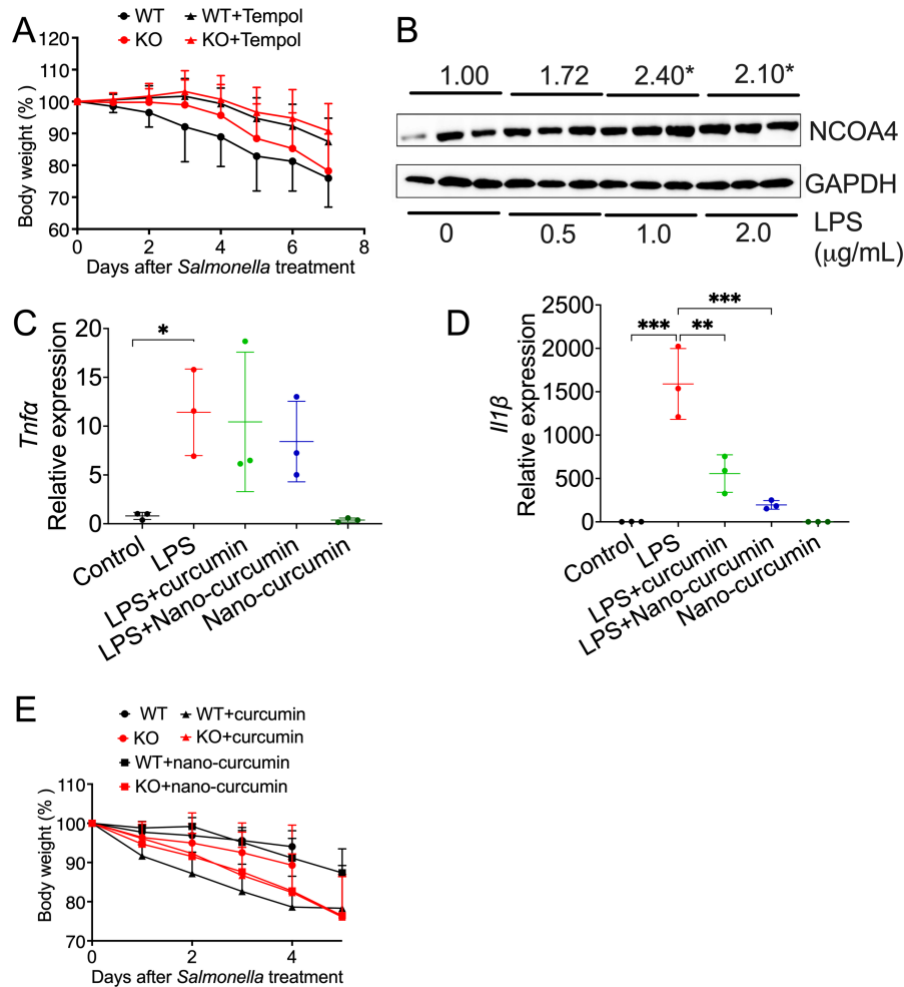 A
WT WT+Tempol
KO KO+Tempol
Body weight (%)
120
110
100
90
80
70
60
0 2 4 6 8
Days after Salmonella treatment
B
1.00 1.72 2.40* 2.10*
NCOA4
GAPDH
0 0.5 1.0 2.0 LPS
(μg/mL)
C
Tnfα
Relative expression
20
15
10
5
0
*
Control
LPS
LPS+curcumin
LPS+Nano-curcumin
Nano-curcumin
D
Il1β
Relative expression
2500
2000
1500
1000
500
0
***
*** **
Control
LPS
LPS+curcumin
LPS+Nano-curcumin
Nano-curcumin
E
WT WT+curcumin
KO KO+curcumin
WT+nano-curcumin
KO+nano-curcumin
Body weight (%)
110
100
90
80
70
0 2 4
Days after Salmonella treatment